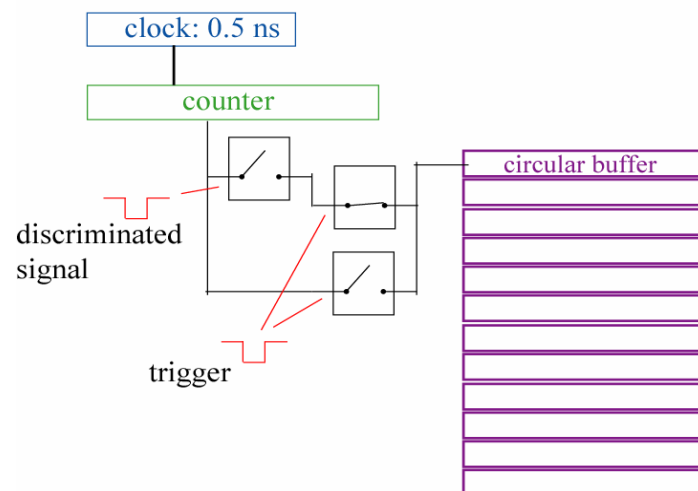 clock: 0.5 ns
counter
circular buffer
discriminated
signal
trigger